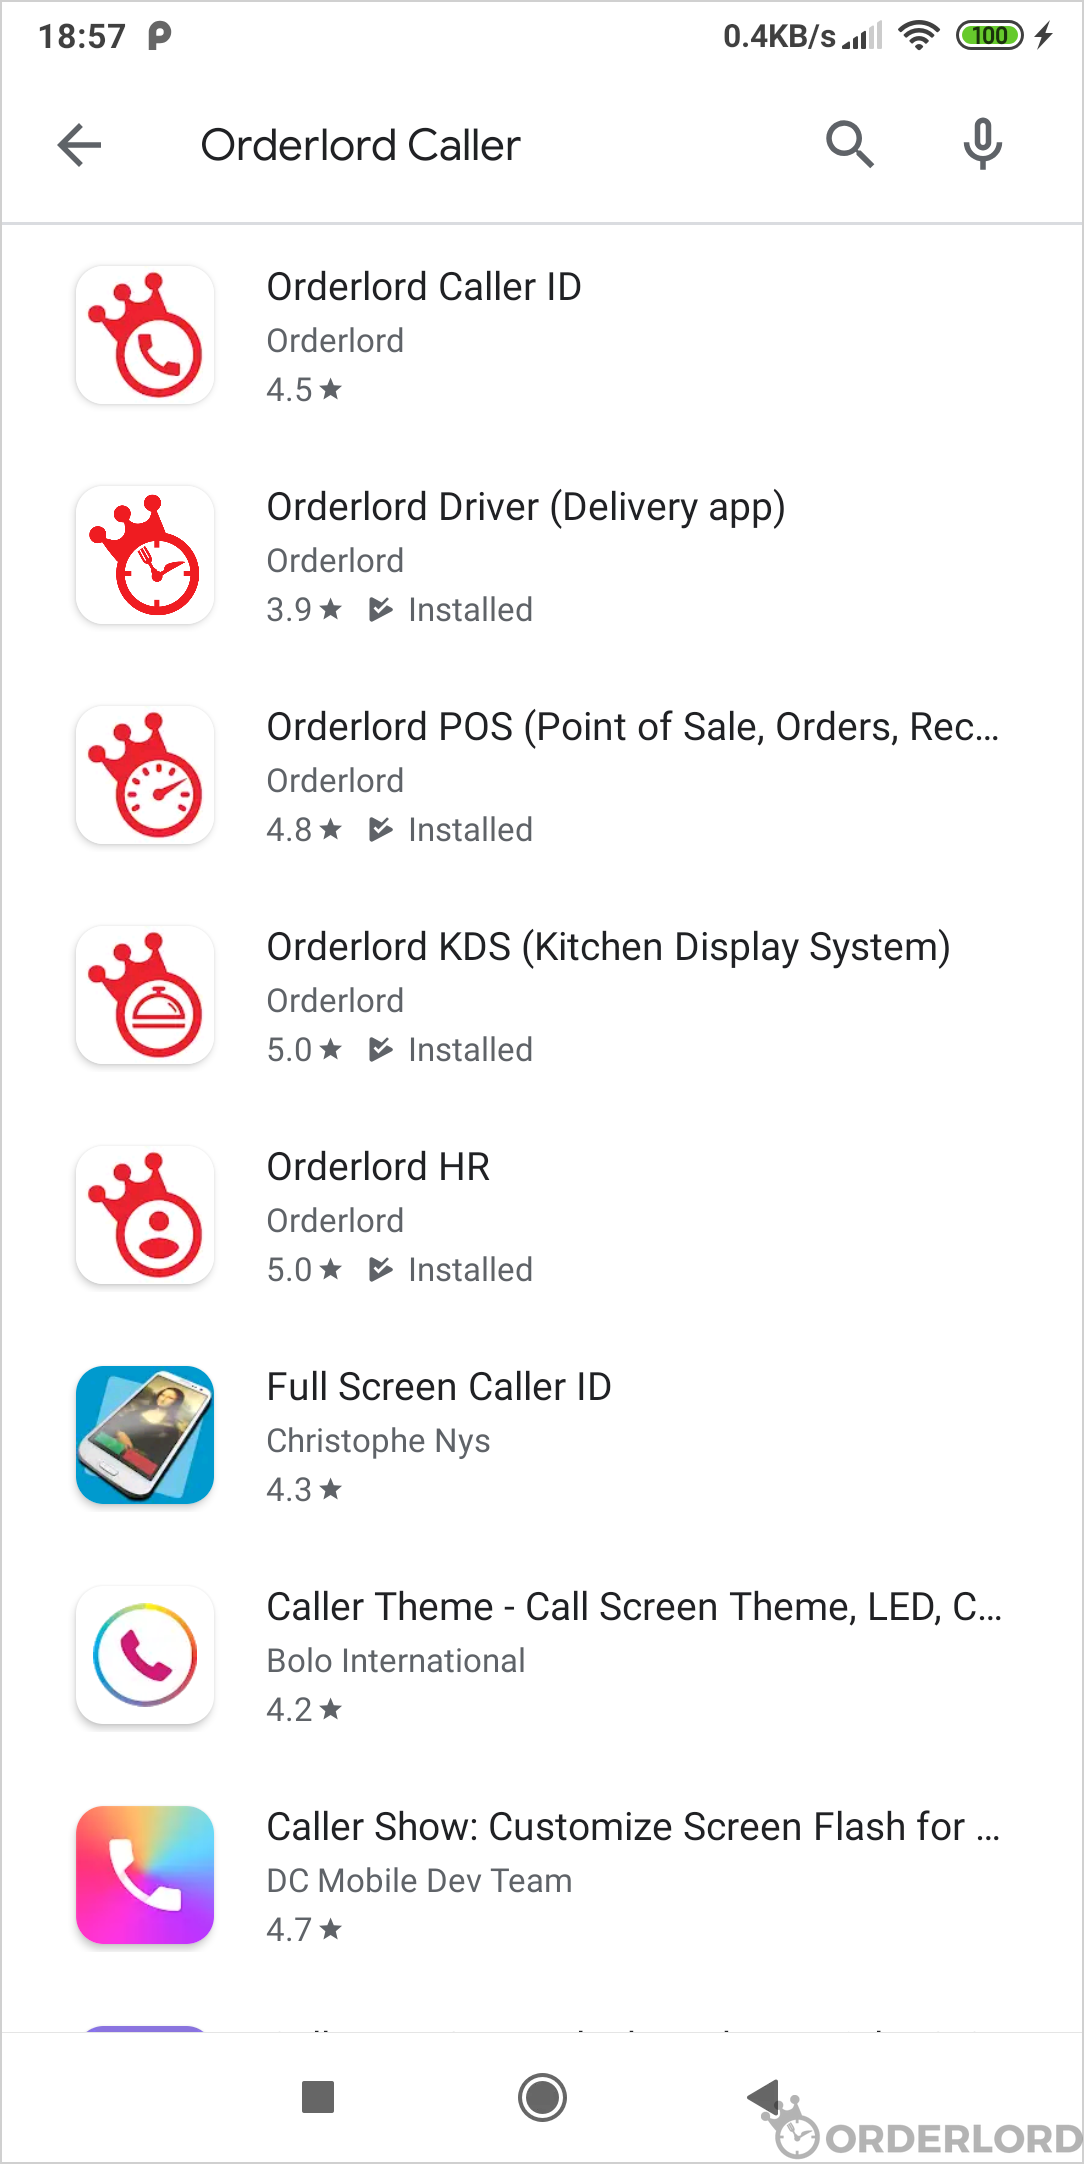 18:57
0.4KB/s
100
Orderlord Caller
Orderlord Caller ID
Orderlord
4.5★
Orderlord Driver (Delivery app)
Orderlord
3.9★ Installed
Orderlord POS (Point of Sale, Orders, Rec...
Orderlord
4.8★ Installed
Orderlord KDS (Kitchen Display System)
Orderlord
5.0★ Installed
Orderlord HR
Orderlord
5.0★ Installed
Full Screen Caller ID
Christophe Nys
4.3★
Caller Theme - Call Screen Theme, LED, C...
Bolo International
4.2★
Caller Show: Customize Screen Flash for ...
DC Mobile Dev Team
4.7★
ORDERLORD